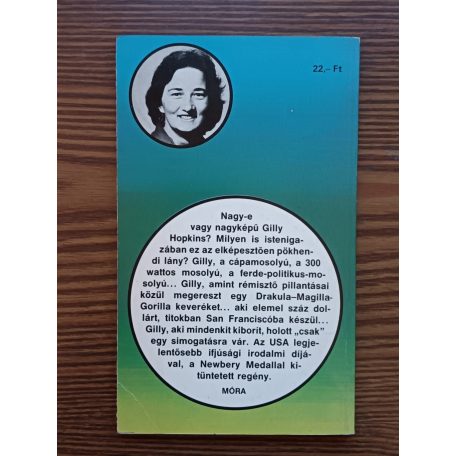 22,- Ft
Nagy-e
vagy nagyképű Gilly
Hopkins? Milyen is isteniga-
zában ez az elképesztően pökhen-
di lány? Gilly, a cápamosolyú, a 300
wattos mosolyú, a ferde-politikus-mo-
solyú... Gilly, amint rémisztő pillantásai
közül megereszt egy Drakula–Magilla-
Gorilla keveréket... aki elemel száz dol-
lárt, titokban San Franciscóba készül...
Gilly, aki mindenkit kiborít, holott „csak"
egy simogatásra vár. Az USA legje-
lentősebb ifjúsági irodalmi díjá-
val, a Newbery Medallal ki-
tüntetett regény.
MÓRA